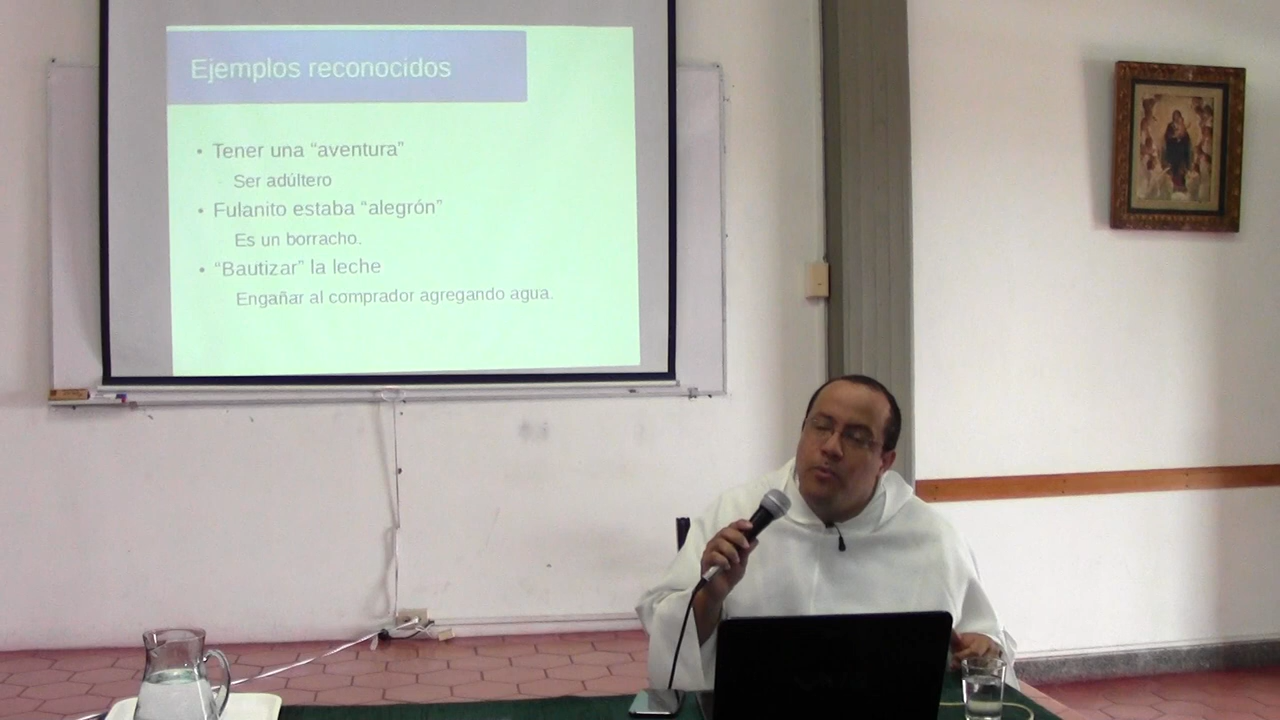 Ejemplos reconocidos
• Tener una “aventura”
Ser adúltero
• Fulanito estaba “alegrón”
Es un borracho.
• “Bautizar” la leche
Engañar al comprador agregando agua.